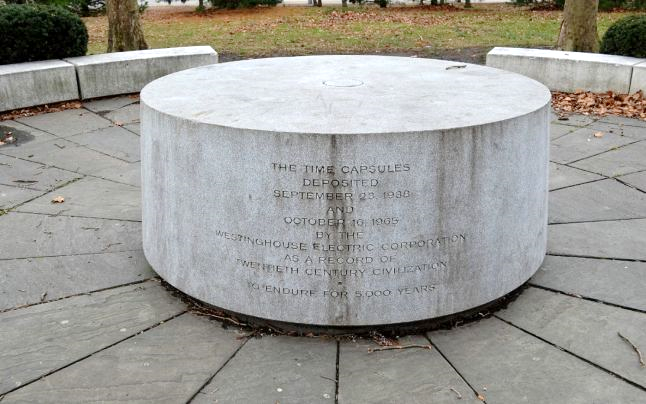 THE TIME CAPSULES
DEPOSITED
SEPTEMBER 23, 1938
AND
OCTOBER 16, 1965
BY THE
WESTINGHOUSE ELECTRIC CORPORATION
AS A RECORD OF
TWENTIETH CENTURY CIVILIZATION
TO ENDURE FOR 5,000 YEARS